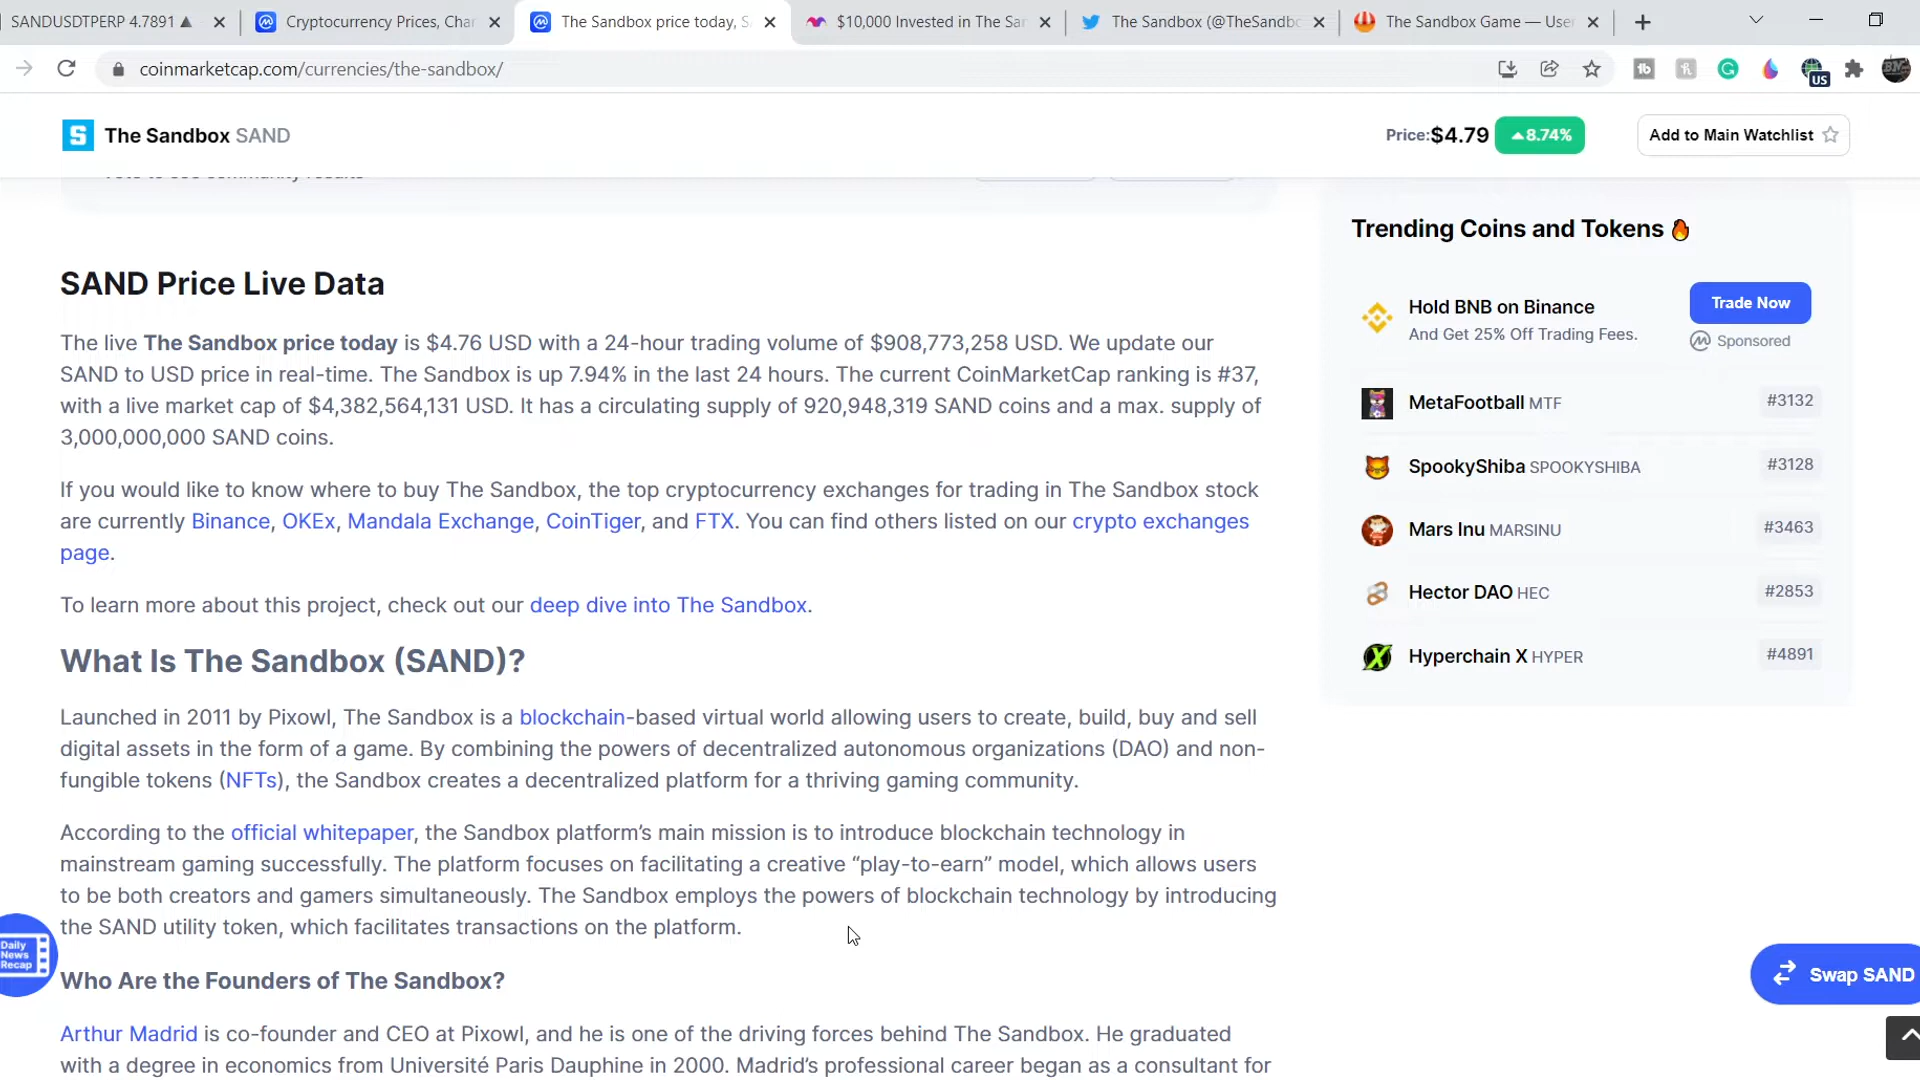 SANDUSDTPERP 4.7891 ▲
Cryptocurrency Prices, Char
The Sandbox price today, S
$10,000 Invested in The Sar
The Sandbox (@TheSandbo
The Sandbox Game — User
coinmarketcap.com/currencies/the-sandbox/
US
The Sandbox SAND
Price:$4.79 ▲8.74%
Add to Main Watchlist
SAND Price Live Data
The live The Sandbox price today is $4.76 USD with a 24-hour trading volume of $908,773,258 USD. We update our
SAND to USD price in real-time. The Sandbox is up 7.94% in the last 24 hours. The current CoinMarketCap ranking is #37,
with a live market cap of $4,382,564,131 USD. It has a circulating supply of 920,948,319 SAND coins and a max. supply of
3,000,000,000 SAND coins.
If you would like to know where to buy The Sandbox, the top cryptocurrency exchanges for trading in The Sandbox stock
are currently Binance, OKEx, Mandala Exchange, CoinTiger, and FTX. You can find others listed on our crypto exchanges
page.
To learn more about this project, check out our deep dive into The Sandbox.
What Is The Sandbox (SAND)?
Launched in 2011 by Pixowl, The Sandbox is a blockchain-based virtual world allowing users to create, build, buy and sell
digital assets in the form of a game. By combining the powers of decentralized autonomous organizations (DAO) and non-
fungible tokens (NFTs), the Sandbox creates a decentralized platform for a thriving gaming community.
According to the official whitepaper, the Sandbox platform’s main mission is to introduce blockchain technology in
mainstream gaming successfully. The platform focuses on facilitating a creative “play-to-earn” model, which allows users
to be both creators and gamers simultaneously. The Sandbox employs the powers of blockchain technology by introducing
the SAND utility token, which facilitates transactions on the platform.
Who Are the Founders of The Sandbox?
Arthur Madrid is co-founder and CEO at Pixowl, and he is one of the driving forces behind The Sandbox. He graduated
with a degree in economics from Université Paris Dauphine in 2000. Madrid’s professional career began as a consultant for
Daily
News
Recap
Trending Coins and Tokens
Hold BNB on Binance
And Get 25% Off Trading Fees.
Trade Now
Sponsored
MetaFootball MTF #3132
SpookyShiba SPOOKYSHIBA #3128
Mars Inu MARSINU #3463
Hector DAO HEC #2853
Hyperchain X HYPER #4891
Swap SAND